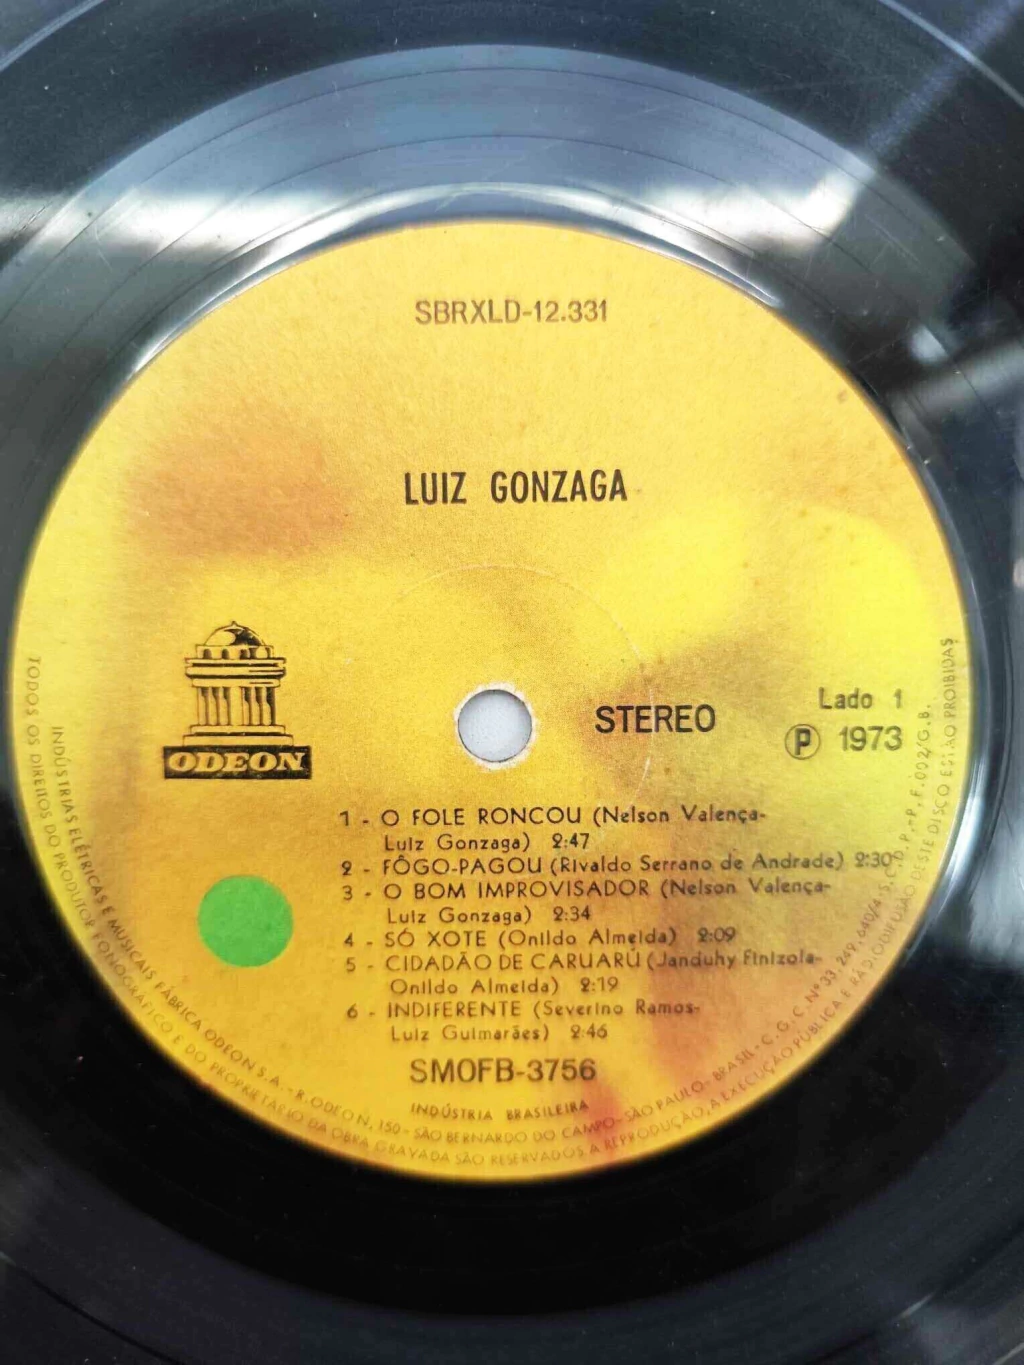 SBRXLD-12.331
LUIZ GONZAGA
ODEON
STEREO
Lado 1
Ⓟ 1973
1 - O FOLE RONCOU (Nelson Valença-
Luiz Gonzaga) 2:47
2 - FÔGO-PAGOU (Rivaldo Serrano de Andrade) 2:30
3 - O BOM IMPROVISADOR (Nelson Valença-
Luiz Gonzaga) 2:34
4 - SÓ XOTE (Onildo Almeida) 2:09
5 - CIDADÃO DE CARUARÚ (Janduhy Finizola-
Onildo Almeida) 2:19
6 - INDIFERENTE (Severino Ramos-
Luiz Guimarães) 2:46
SMOFB-3756
INDÚSTRIA BRASILEIRA
INDÚSTRIAS ELÉTRICAS E MUSICAIS FÁBRICA ODEON S.A. - R. ODEON, 150 - SÃO BERNARDO DO CAMPO - SÃO PAULO - BRASIL - C.G.C. Nº 33.249.640/4 - S.C.D.P. - P.F. 002/G.B.
TODOS OS DIREITOS DO PRODUTOR FONOGRÁFICO E DO PROPRIETÁRIO DA OBRA GRAVADA SÃO RESERVADOS A REPRODUÇÃO, A EXECUÇÃO PÚBLICA E RADIODIFUSÃO DESTE DISCO ESTÃO PROIBIDAS